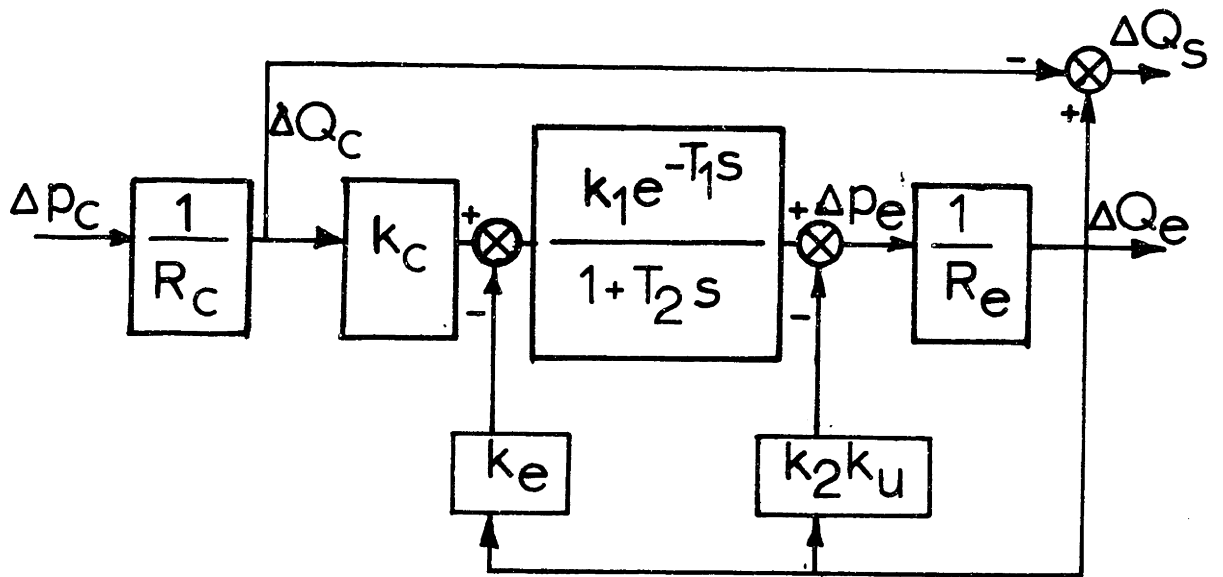 ΔQs
ΔQc
Δpc
1
Rc
kc
k1e-T1s
1+T2s
Δpe
1
Re
ΔQe
ke
k2ku
-
+
+
-
+
-